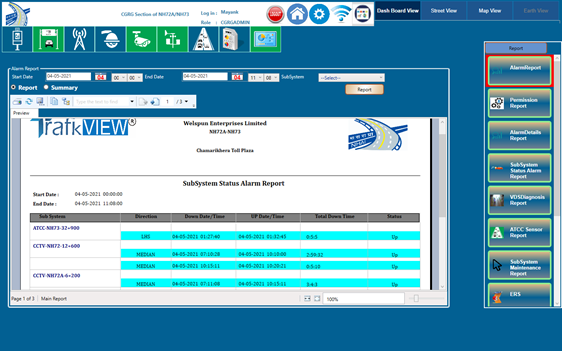 CGRG Section of NH72A/NH73
Log in : Mayank
Role : CGRGADMIN
Dash Board View
Street View
Map View
Earth View
Alarm Report
Start Date
04-05-2021
00 : 00
End Date
04-05-2021
11 : 08
SubSystem
--Select--
Report
Summary
Report
Type the text to find
1 / 3
Preview
TrafikVIEW
Welspun Enterprises Limited
NH72A-NH73
Chamarikhera Toll Plaza
SubSystem Status Alarm Report
Start Date : 04-05-2021 00:00:00
End Date : 04-05-2021 11:08:00
Sub System Direction Down Date/Time UP Date/Time Total Down Time Status
ATCC-NH73-32+900
LHS 04-05-2021 01:27:40 04-05-2021 01:32:45 0:5:0 Up
CCTV-NH72-12+600
MEDIAN 04-05-2021 07:10:28 04-05-2021 10:10:00 2:59:32 Up
MEDIAN 04-05-2021 10:15:11 04-05-2021 10:20:21 0:5:10 Up
CCTV-NH72A-6+200
MEDIAN 04-05-2021 07:11:08 04-05-2021 10:15:11 3:4:3 Up
Page 1 of 3 Main Report
100%
Report
AlarmReport
Permission Report
AlarmDetails Report
SubSystem Status Alarm Report
VDSDiagnosis Report
ATCC Sensor Report
SubSystem Maintenance Report
ERS